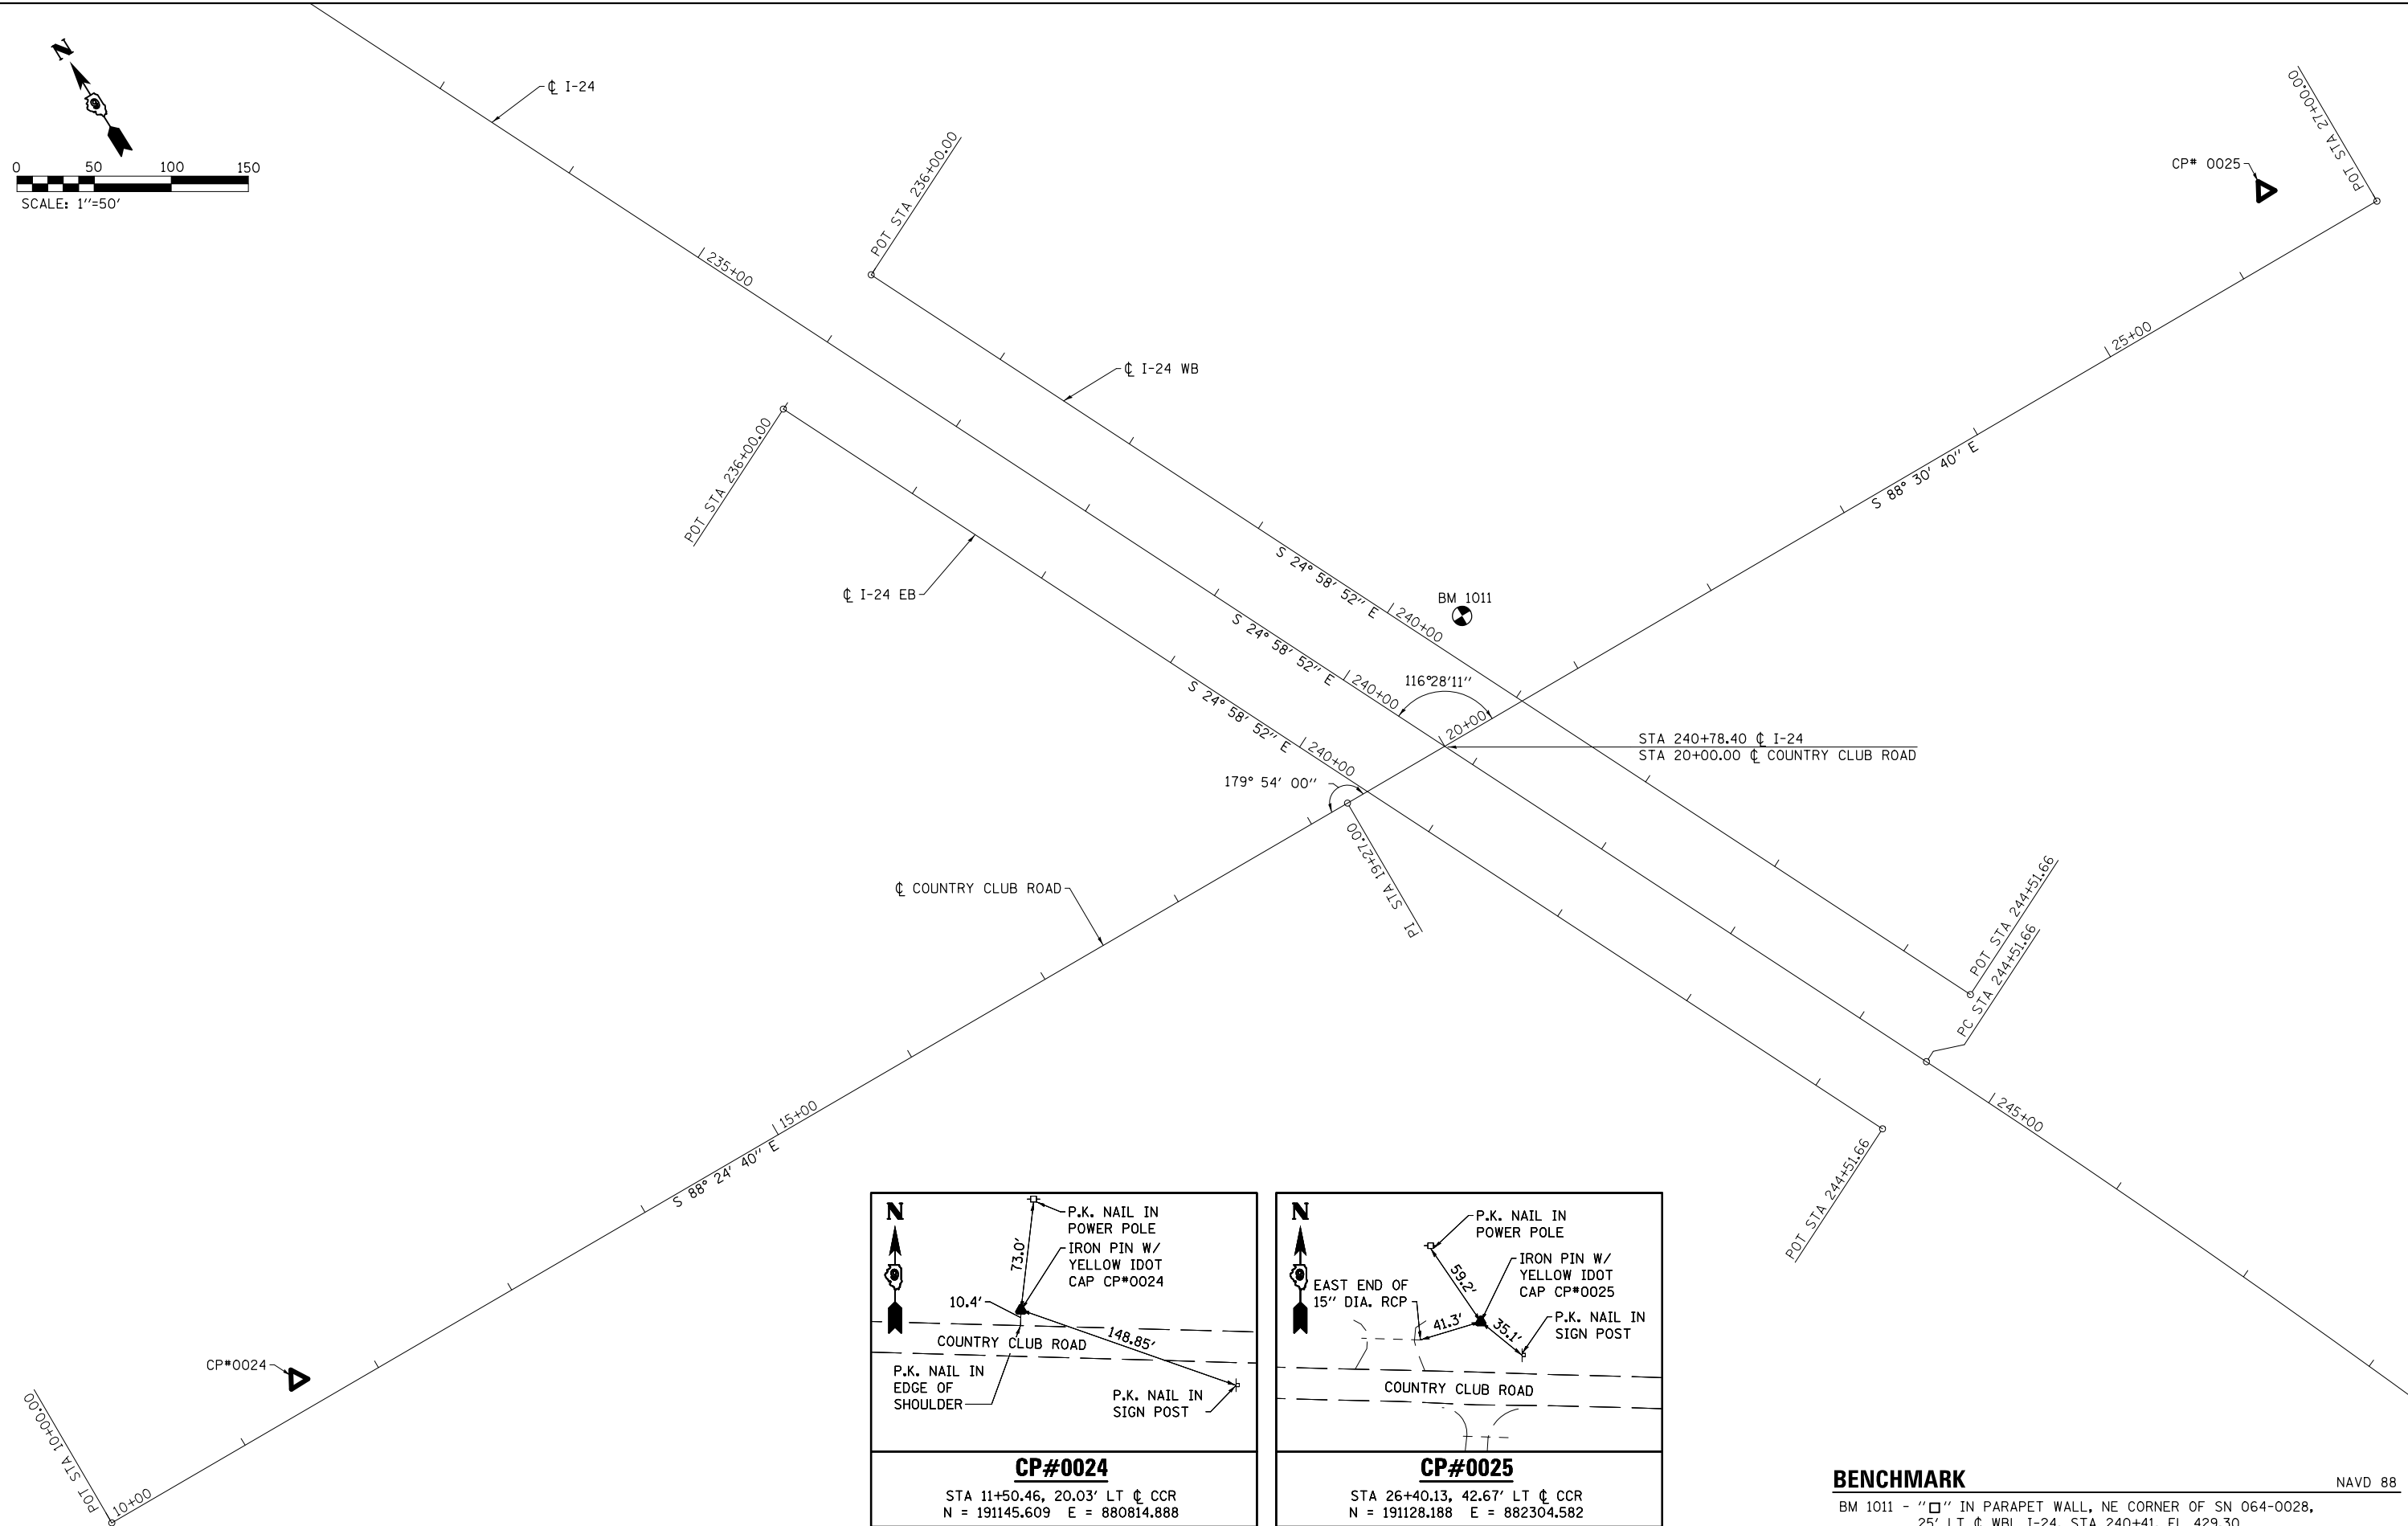 N
0 50 100 150
SCALE: 1"=50'
℄ I-24
235+00
POT STA 236+00.00
℄ I-24 WB
POT STA 27+00.00
CP# 0025
25+00
S 88° 30' 40" E
POT STA 236+00.00
℄ I-24 EB
S 24° 58' 52" E
240+00
BM 1011
S 24° 58' 52" E
240+00
116°28'11"
20+00
S 24° 58' 52" E
240+00
STA 240+78.40 ℄ I-24
STA 20+00.00 ℄ COUNTRY CLUB ROAD
179° 54' 00"
PI STA 19+27.00
℄ COUNTRY CLUB ROAD
POT STA 244+51.66
PC STA 244+51.66
245+00
POT STA 244+51.66
15+00
S 88° 24' 40" E
CP#0024
POT STA 10+00.00
10+00
N
P.K. NAIL IN
POWER POLE
73.0'
IRON PIN W/
YELLOW IDOT
CAP CP#0024
10.4'
148.85'
COUNTRY CLUB ROAD
P.K. NAIL IN
EDGE OF
SHOULDER
P.K. NAIL IN
SIGN POST
CP#0024
STA 11+50.46, 20.03' LT ℄ CCR
N = 191145.609 E = 880814.888
N
P.K. NAIL IN
POWER POLE
59.2'
IRON PIN W/
YELLOW IDOT
CAP CP#0025
EAST END OF
15" DIA. RCP
41.3'
35.1'
P.K. NAIL IN
SIGN POST
COUNTRY CLUB ROAD
CP#0025
STA 26+40.13, 42.67' LT ℄ CCR
N = 191128.188 E = 882304.582
BENCHMARK NAVD 88
BM 1011 - "□" IN PARAPET WALL, NE CORNER OF SN 064-0028,
25' LT ℄ WBL I-24, STA 240+41, EL 429.30